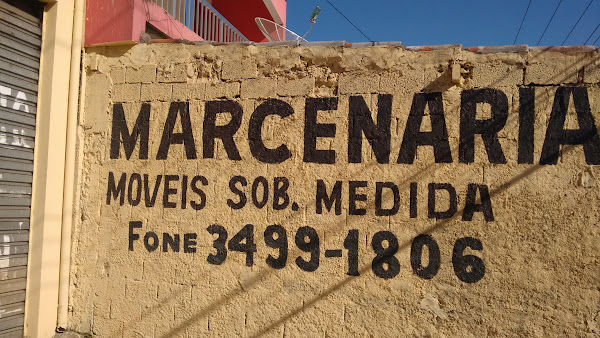 MARCENARIA
MOVEIS SOB. MEDIDA
FONE 3499-1806